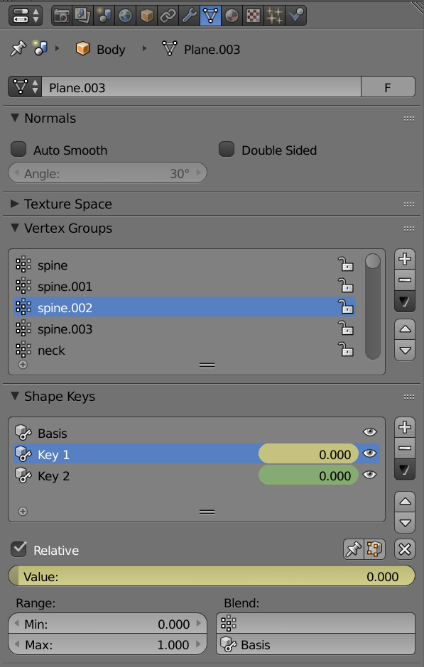 Body
Plane.003
Plane.003 F
Normals
Auto Smooth Double Sided
Angle: 30°
Texture Space
Vertex Groups
spine
spine.001
spine.002
spine.003
neck
Shape Keys
Basis
Key 1 0.000
Key 2 0.000
Relative
Value: 0.000
Range: Blend:
Min: 0.000
Max: 1.000 Basis